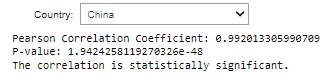 Country: China
Pearson Correlation Coefficient: 0.992013305990709
P-value: 1.9424258119270326e-48
The correlation is statistically significant.